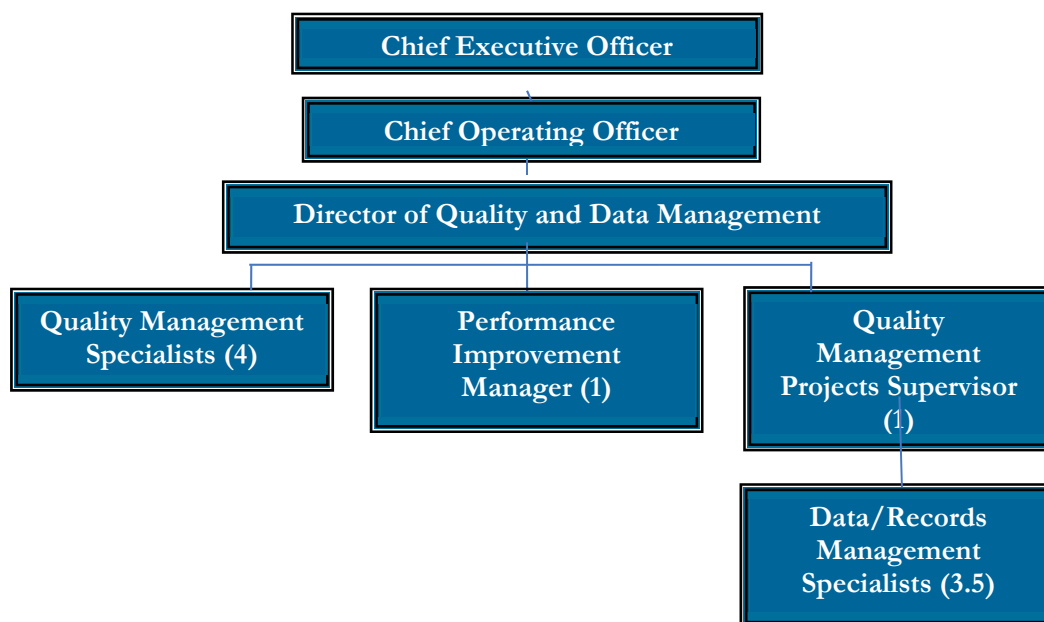 Chief Executive Officer
Chief Operating Officer
Director of Quality and Data Management
Quality Management
Specialists (4)
Performance
Improvement
Manager (1)
Quality
Management
Projects Supervisor
(1)
Data/Records
Management
Specialists (3.5)